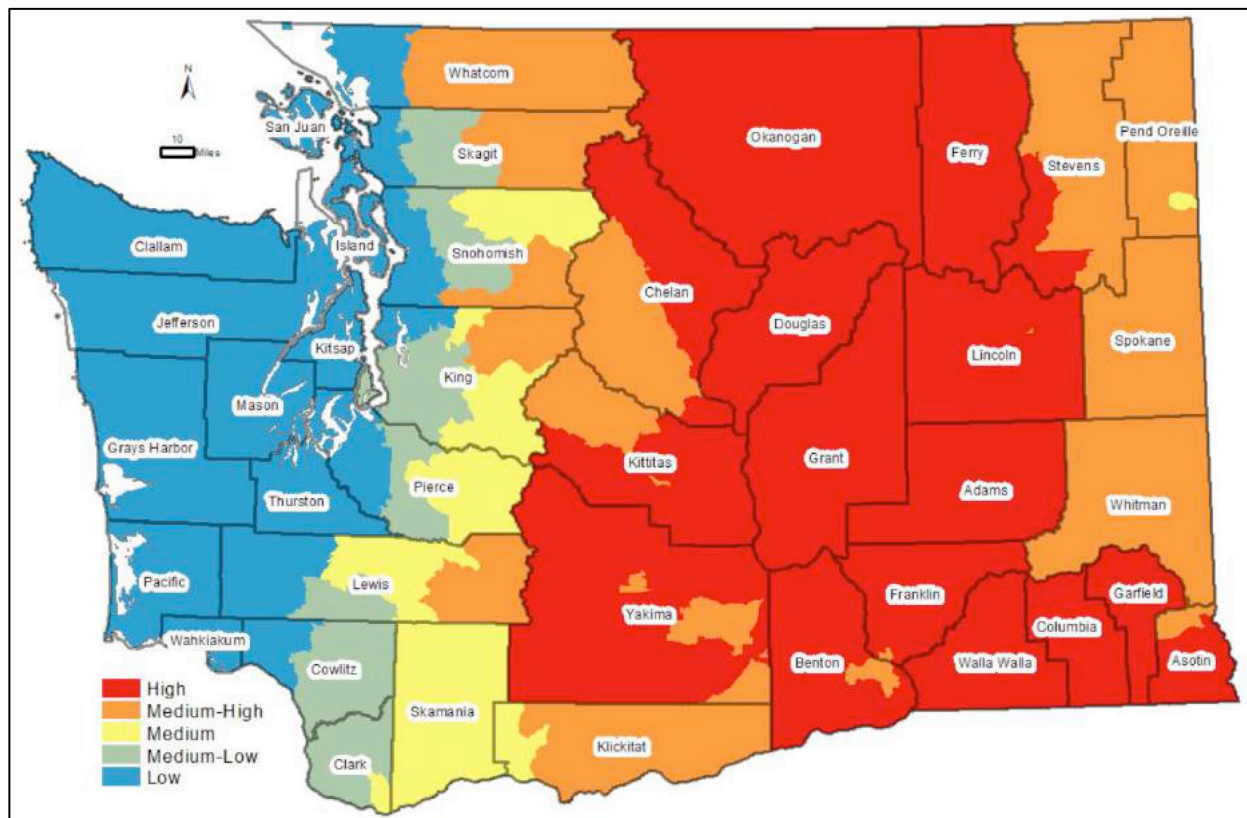 Whatcom
N
San Juan
10
Miles
Skagit
Okanogan
Ferry
Stevens
Pend Oreille
Clallam
Island
Snohomish
Chelan
Jefferson
Kitsap
Douglas
Lincoln
Spokane
King
Mason
Grays Harbor
Kittitas
Grant
Adams
Pierce
Thurston
Whitman
Pacific
Lewis
Yakima
Franklin
Garfield
Wahkiakum
Columbia
Cowlitz
Benton
Walla Walla
Asotin
Skamania
Klickitat
Clark
High
Medium-High
Medium
Medium-Low
Low